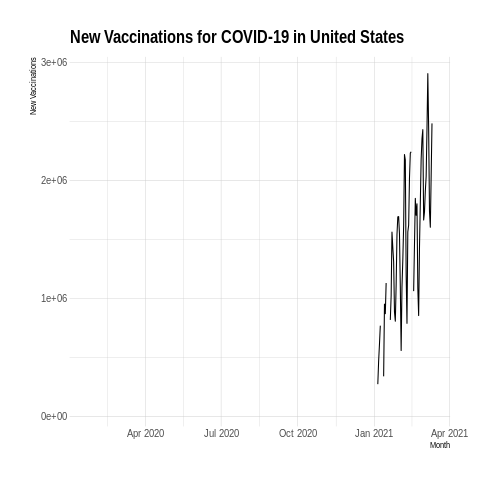 New Vaccinations for COVID-19 in United States
New Vaccinations
3e+06
2e+06
1e+06
0e+00
Apr 2020 Jul 2020 Oct 2020 Jan 2021 Apr 2021
Month